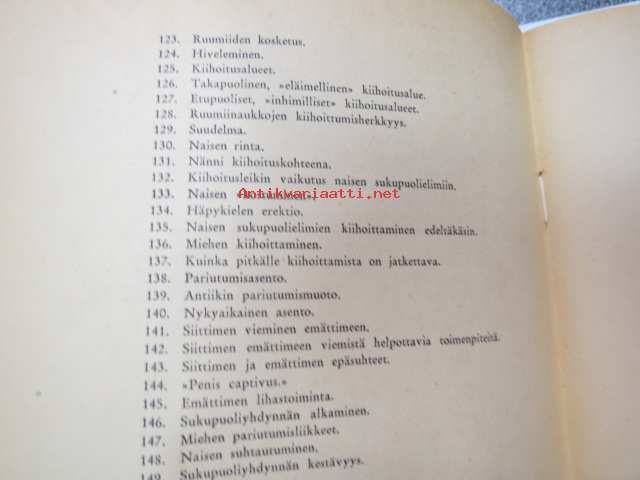 123. Ruumiiden kosketus.
124. Hiveleminen.
125. Kiihoitusalueet.
126. Takapuolinen, »eläimellinen» kiihoitusalue.
127. Etupuoliset, »inhimilliset» kiihoitusalueet.
128. Ruumiinaukkojen kiihoittumisherkkyys.
129. Suudelma.
130. Naisen rinta.
131. Nänni kiihoituskohteena.
132. Kiihoitusleikin vaikutus naisen sukupuolielimiin.
133. Naisen
Antikvariaatti.net
134. Häpykielen erektio.
135. Naisen sukupuolielimien kiihoittaminen edeltäkäsin.
136. Miehen kiihoittaminen.
137. Kuinka pitkälle kiihoittamista on jatkettava.
138. Pariutumisasento.
139. Antiikin pariutumismuoto.
140. Nykyaikainen asento.
141. Siittimen vieminen emättimeen.
142. Siittimen emättimeen viemistä helpottavia toimenpiteitä.
143. Siittimen ja emättimen epäsuhteet.
144. »Penis captivus.»
145. Emättimen lihastoiminta.
146. Sukupuoliyhdynnän alkaminen.
147. Miehen pariutumisliikkeet.
148. Naisen suhtautuminen.
149. Sukupuoliyhdynnän kestävyys.